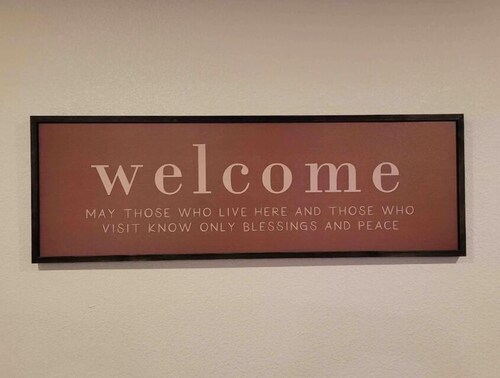 welcome
MAY THOSE WHO LIVE HERE AND THOSE WHO
VISIT KNOW ONLY BLESSINGS AND PEACE